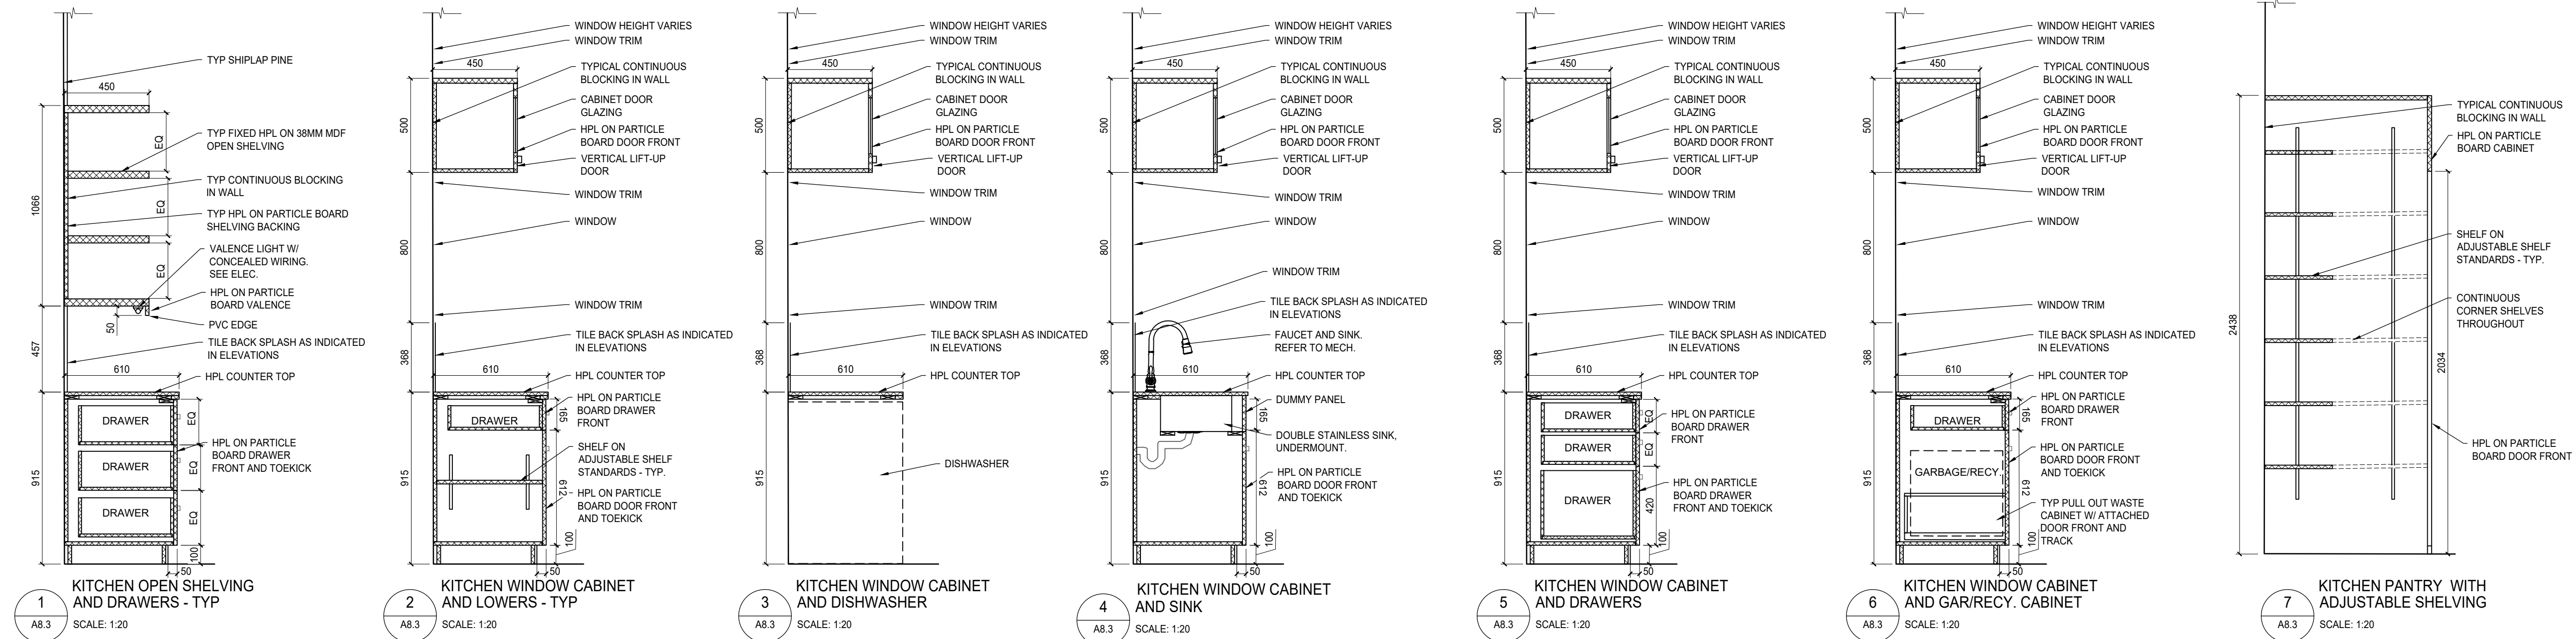 TYP SHIPLAP PINE
450
TYP FIXED HPL ON 38MM MDF
OPEN SHELVING
EQ
TYP CONTINUOUS BLOCKING
IN WALL
EQ
1066
TYP HPL ON PARTICLE BOARD
SHELVING BACKING
VALENCE LIGHT W/
CONCEALED WIRING.
SEE ELEC.
EQ
HPL ON PARTICLE
BOARD VALENCE
50
PVC EDGE
457
TILE BACK SPLASH AS INDICATED
IN ELEVATIONS
610
HPL COUNTER TOP
DRAWER
EQ
HPL ON PARTICLE
BOARD DRAWER
FRONT AND TOEKICK
DRAWER
EQ
915
DRAWER
EQ
100
50
1
A8.3
KITCHEN OPEN SHELVING
AND DRAWERS - TYP
SCALE: 1:20
WINDOW HEIGHT VARIES
WINDOW TRIM
450
TYPICAL CONTINUOUS
BLOCKING IN WALL
CABINET DOOR
GLAZING
500
HPL ON PARTICLE
BOARD DOOR FRONT
VERTICAL LIFT-UP
DOOR
WINDOW TRIM
WINDOW
800
WINDOW TRIM
TILE BACK SPLASH AS INDICATED
IN ELEVATIONS
368
610
HPL COUNTER TOP
HPL ON PARTICLE
BOARD DRAWER
FRONT
165
DRAWER
SHELF ON
ADJUSTABLE SHELF
STANDARDS - TYP.
915
612
HPL ON PARTICLE
BOARD DOOR FRONT
AND TOEKICK
100
50
2
A8.3
KITCHEN WINDOW CABINET
AND LOWERS - TYP
SCALE: 1:20
WINDOW HEIGHT VARIES
WINDOW TRIM
450
TYPICAL CONTINUOUS
BLOCKING IN WALL
CABINET DOOR
GLAZING
500
HPL ON PARTICLE
BOARD DOOR FRONT
VERTICAL LIFT-UP
DOOR
WINDOW TRIM
WINDOW
800
WINDOW TRIM
TILE BACK SPLASH AS INDICATED
IN ELEVATIONS
368
610
HPL COUNTER TOP
DISHWASHER
915
3
A8.3
KITCHEN WINDOW CABINET
AND DISHWASHER
SCALE: 1:20
WINDOW HEIGHT VARIES
WINDOW TRIM
450
TYPICAL CONTINUOUS
BLOCKING IN WALL
CABINET DOOR
GLAZING
500
HPL ON PARTICLE
BOARD DOOR FRONT
VERTICAL LIFT-UP
DOOR
WINDOW TRIM
WINDOW
800
WINDOW TRIM
TILE BACK SPLASH AS INDICATED
IN ELEVATIONS
FAUCET AND SINK.
REFER TO MECH.
368
610
HPL COUNTER TOP
DUMMY PANEL
165
DOUBLE STAINLESS SINK,
UNDERMOUNT.
915
HPL ON PARTICLE
BOARD DOOR FRONT
AND TOEKICK
612
100
50
4
A8.3
KITCHEN WINDOW CABINET
AND SINK
SCALE: 1:20
WINDOW HEIGHT VARIES
WINDOW TRIM
450
TYPICAL CONTINUOUS
BLOCKING IN WALL
CABINET DOOR
GLAZING
500
HPL ON PARTICLE
BOARD DOOR FRONT
VERTICAL LIFT-UP
DOOR
WINDOW TRIM
WINDOW
800
WINDOW TRIM
TILE BACK SPLASH AS INDICATED
IN ELEVATIONS
368
610
HPL COUNTER TOP
DRAWER
EQ
HPL ON PARTICLE
BOARD DRAWER
FRONT
DRAWER
EQ
915
HPL ON PARTICLE
BOARD DRAWER
FRONT AND TOEKICK
DRAWER
420
100
50
5
A8.3
KITCHEN WINDOW CABINET
AND DRAWERS
SCALE: 1:20
WINDOW HEIGHT VARIES
WINDOW TRIM
450
TYPICAL CONTINUOUS
BLOCKING IN WALL
CABINET DOOR
GLAZING
500
HPL ON PARTICLE
BOARD DOOR FRONT
VERTICAL LIFT-UP
DOOR
WINDOW TRIM
WINDOW
800
WINDOW TRIM
TILE BACK SPLASH AS INDICATED
IN ELEVATIONS
368
610
HPL COUNTER TOP
HPL ON PARTICLE
BOARD DRAWER
FRONT
165
DRAWER
HPL ON PARTICLE
BOARD DOOR FRONT
AND TOEKICK
GARBAGE/RECY.
915
612
TYP PULL OUT WASTE
CABINET W/ ATTACHED
DOOR FRONT AND
TRACK
100
50
6
A8.3
KITCHEN WINDOW CABINET
AND GAR/RECY. CABINET
SCALE: 1:20
TYPICAL CONTINUOUS
BLOCKING IN WALL
HPL ON PARTICLE
BOARD CABINET
SHELF ON
ADJUSTABLE SHELF
STANDARDS - TYP.
CONTINUOUS
CORNER SHELVES
THROUGHOUT
2438
2034
HPL ON PARTICLE
BOARD DOOR FRONT
7
A8.3
KITCHEN PANTRY WITH
ADJUSTABLE SHELVING
SCALE: 1:20